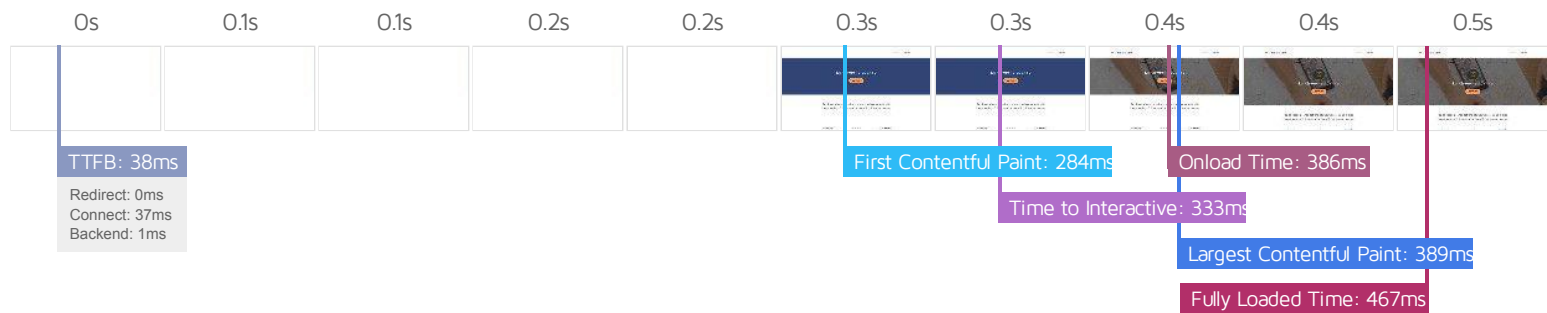 0s 0.1s 0.1s 0.2s 0.2s 0.3s 0.3s 0.4s 0.4s 0.5s
TTFB: 38ms
Redirect: 0ms
Connect: 37ms
Backend: 1ms
First Contentful Paint: 284ms
Onload Time: 386ms
Time to Interactive: 333ms
Largest Contentful Paint: 389ms
Fully Loaded Time: 467ms